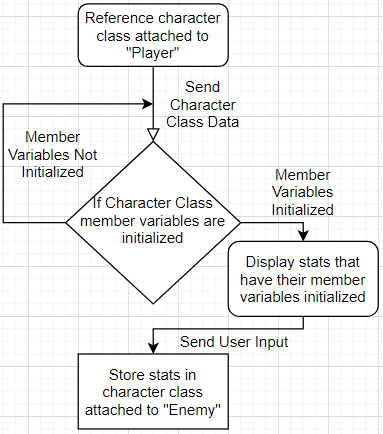 Reference character
class attached to
"Player"
Send
Character
Class Data
Member
Variables Not
Initialized
If Character Class
member variables are
initialized
Member
Variables
Initialized
Display stats that
have their member
variables initialized
Send User Input
Store stats in
character class
attached to "Enemy"